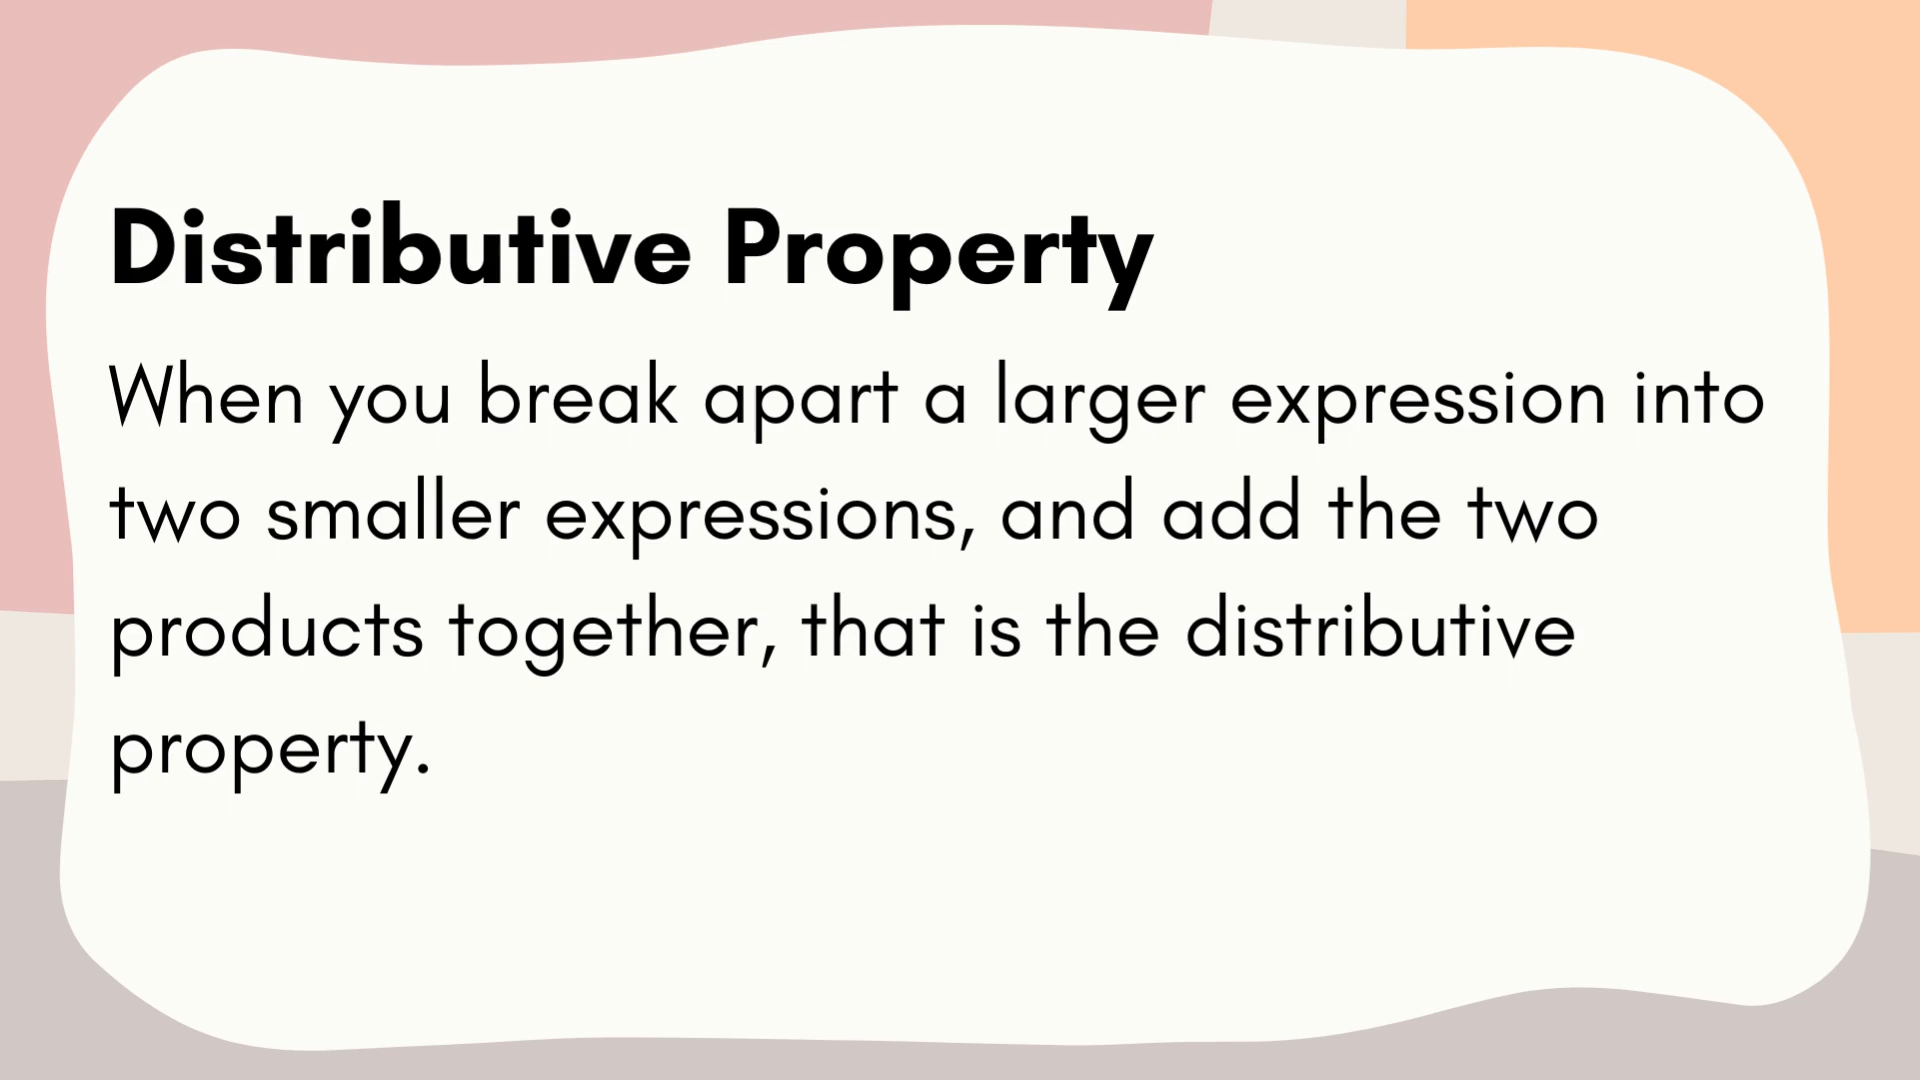 Distributive Property
When you break apart a larger expression into
two smaller expressions, and add the two
products together, that is the distributive
property.